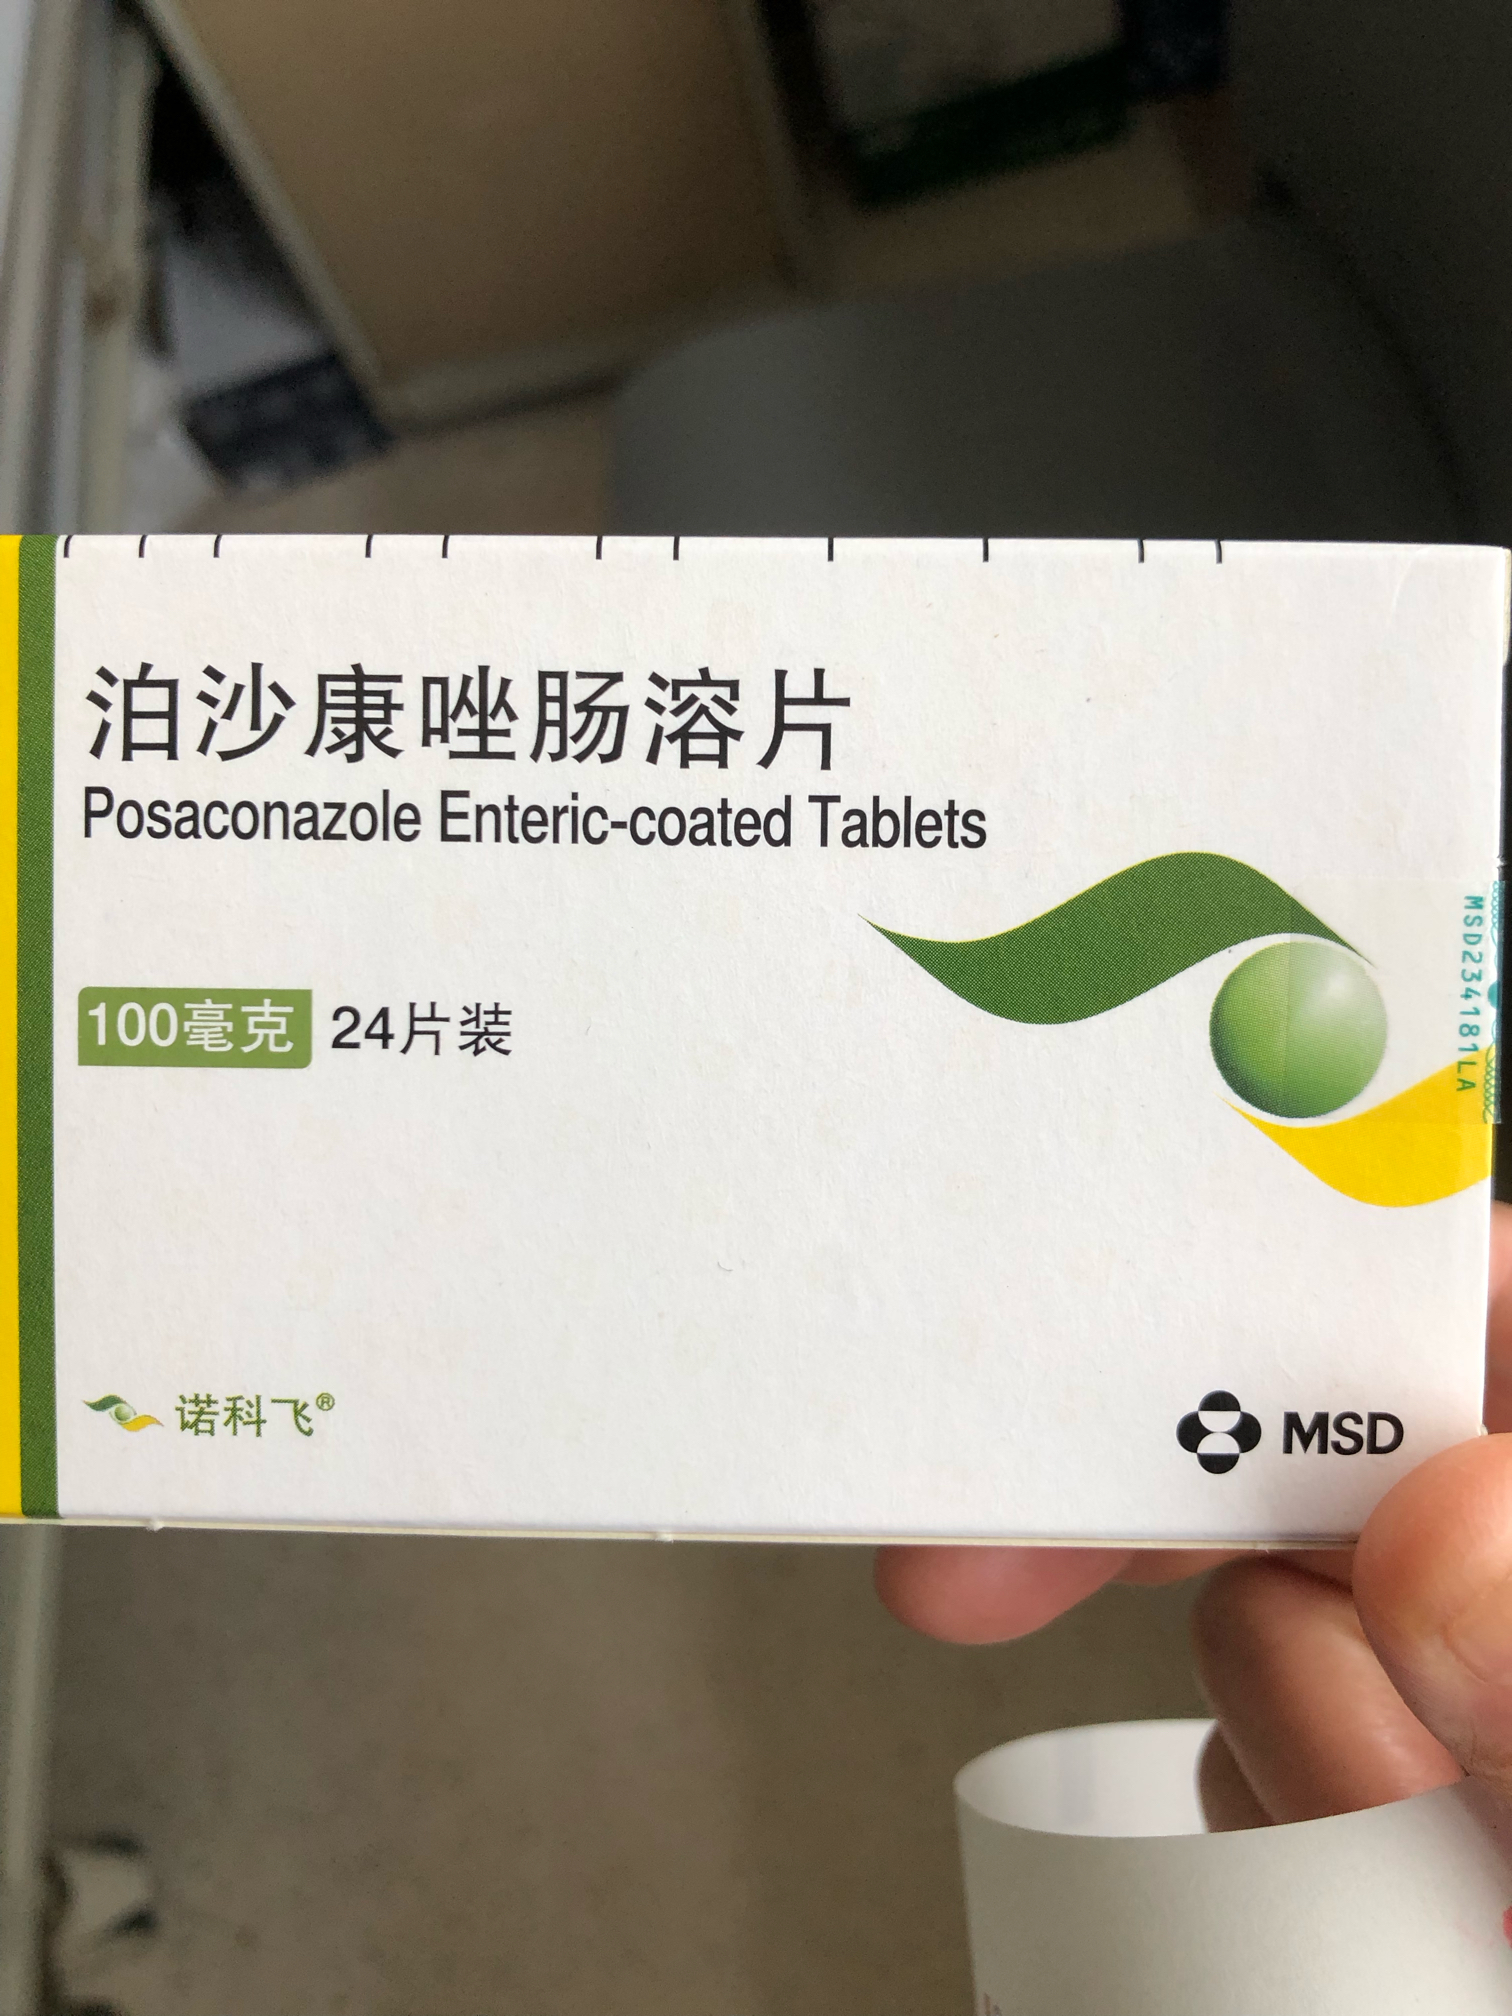 泊沙康唑肠溶片
Posaconazole Enteric-coated Tablets
MSD234181LA
100毫克 24片装
诺科飞®
MSD